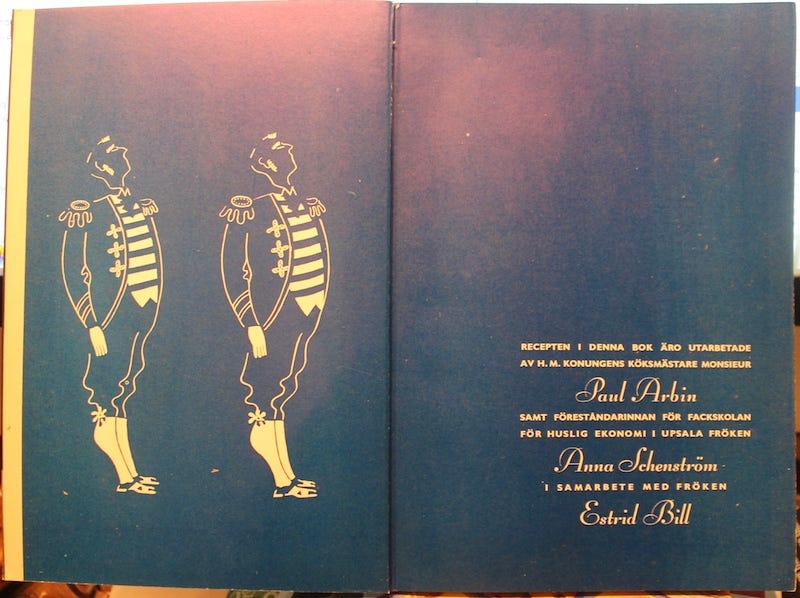 RECEPTEN I DENNA BOK ÄRO UTARBETADE
AV H. M. KONUNGENS KÖKSMÄSTARE MONSIEUR
Paul Arbin
SAMT FÖRESTÅNDARINNAN FÖR FACKSKOLAN
FÖR HUSLIG EKONOMI I UPSALA FRÖKEN
Anna Schenström
I SAMARBETE MED FRÖKEN
Estrid Bill